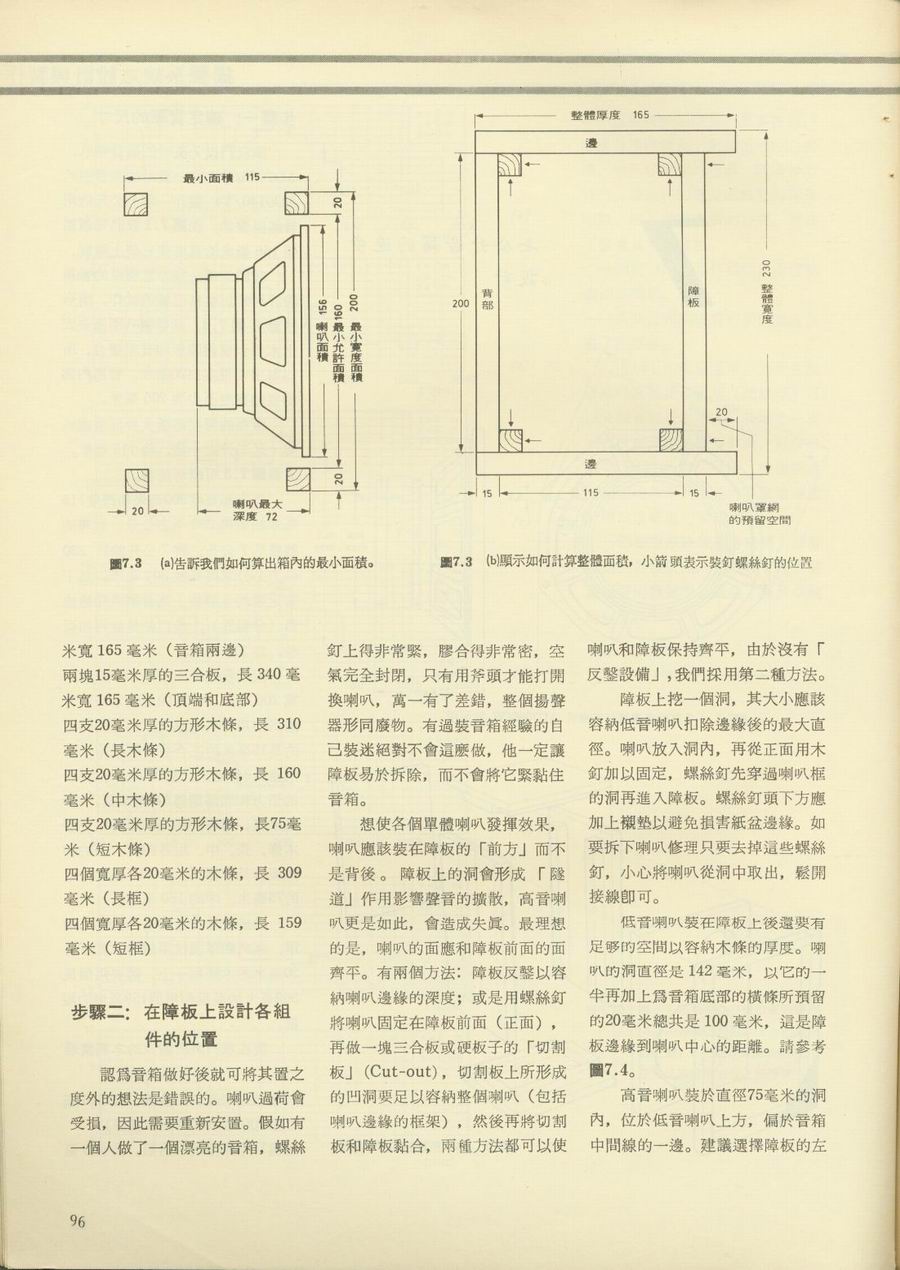 整體厚度 165
邊
最小面積 115
20
156 喇叭面積
160 最小允許面積
200 最小寬度面積
喇叭最大
深度 72
20
20
200
背部
障板
230 整體寬度
20
邊
15
115
15
喇叭罩網
的預留空間
圖7.3 (a)告訴我們如何算出箱內的最小面積。
圖7.3 (b)顯示如何計算整體面積，小箭頭表示裝釘螺絲釘的位置
米寬 165 毫米（音箱兩邊）
兩塊15毫米厚的三合板，長 340 毫
米寬 165 毫米（頂端和底部）
四支20毫米厚的方形木條，長 310
毫米（長木條）
四支20毫米厚的方形木條，長 160
毫米（中木條）
四支20毫米厚的方形木條，長75毫
米（短木條）
四個寬厚各20毫米的木條，長 309
毫米（長框）
四個寬厚各20毫米的木條，長 159
毫米（短框）
步驟二：在障板上設計各組
件的位置
認爲音箱做好後就可將其置之
度外的想法是錯誤的。喇叭過荷會
受損，因此需要重新安置。假如有
一個人做了一個漂亮的音箱，螺絲
釘上得非常緊，膠合得非常密，空
氣完全封閉，只有用斧頭才能打開
換喇叭，萬一有了差錯，整個揚聲
器形同廢物。有過裝音箱經驗的自
己裝迷絕對不會這麽做，他一定讓
障板易於拆除，而不會將它緊黏住
音箱。
想使各個單體喇叭發揮效果，
喇叭應該裝在障板的「前方」而不
是背後。障板上的洞會形成「隧
道」作用影響聲音的擴散，高音喇
叭更是如此，會造成失眞。最理想
的是，喇叭的面應和障板前面的面
齊平。有兩個方法：障板反鑿以容
納喇叭邊緣的深度；或是用螺絲釘
將喇叭固定在障板前面（正面），
再做一塊三合板或硬板子的「切割
板」(Cut-out)，切割板上所形成
的凹洞要足以容納整個喇叭（包括
喇叭邊緣的框架），然後再將切割
板和障板黏合，兩種方法都可以使
喇叭和障板保持齊平，由於沒有「
反鑿設備」，我們採用第二種方法。
障板上挖一個洞，其大小應該
容納低音喇叭扣除邊緣後的最大直
徑。喇叭放入洞內，再從正面用木
釘加以固定，螺絲釘先穿過喇叭框
的洞再進入障板。螺絲釘頭下方應
加上襯墊以避免損害紙盆邊緣。如
要拆下喇叭修理只要去掉這些螺絲
釘，小心將喇叭從洞中取出，鬆開
接線卽可。
低音喇叭裝在障板上後還要有
足够的空間以容納木條的厚度。喇
叭的洞直徑是 142 毫米，以它的一
半再加上爲音箱底部的橫條所預留
的20毫米總共是 100 毫米，這是障
板邊緣到喇叭中心的距離。請參考
圖7.4。
高音喇叭裝於直徑75毫米的洞
內，位於低音喇叭上方，偏於音箱
中間線的一邊。建議選擇障板的左
96